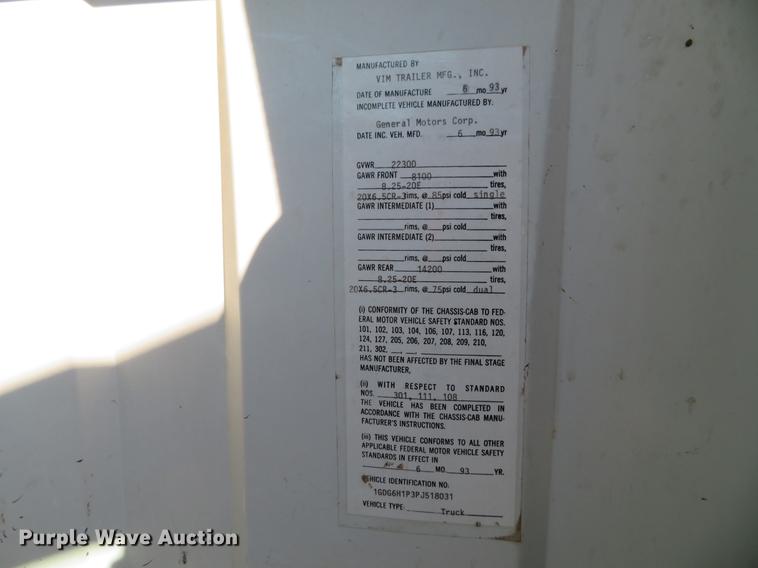 MANUFACTURED BY
VIM TRAILER MFG., INC.
DATE OF MANUFACTURE 6 mo 93 yr
INCOMPLETE VEHICLE MANUFACTURED BY:
General Motors Corp.
DATE INC. VEH. MFD. 6 mo 93 yr
GVWR 22300
GAWR FRONT 8100 with
8.25-20E tires,
20X6.5CR-3 rims, @ 85psi cold single
GAWR INTERMEDIATE (1) with
tires,
rims, @ psi cold
GAWR INTERMEDIATE (2) with
tires,
rims, @ psi cold
GAWR REAR 14200 with
8.25-20E tires,
20X6.5CR-3 rims, @ 75psi cold dual
(i) CONFORMITY OF THE CHASSIS-CAB TO FED-
ERAL MOTOR VEHICLE SAFETY STANDARD NOS.
101, 102, 103, 104, 106, 107, 113, 116, 120,
124, 127, 205, 206, 207, 208, 209, 210,
211, 302,
HAS NOT BEEN AFFECTED BY THE FINAL STAGE
MANUFACTURER,
(ii) WITH RESPECT TO STANDARD
NOS. 301, 111, 108
THE VEHICLE HAS BEEN COMPLETED IN
ACCORDANCE WITH THE CHASSIS-CAB MANU-
FACTURER'S INSTRUCTIONS.
(iii) THIS VEHICLE CONFORMS TO ALL OTHER
APPLICABLE FEDERAL MOTOR VEHICLE SAFETY
STANDARDS IN EFFECT IN
6 MO 93 YR.
VEHICLE IDENTIFICATION NO:
1GDG6H1P3PJ518031
VEHICLE TYPE: Truck
Purple Wave Auction